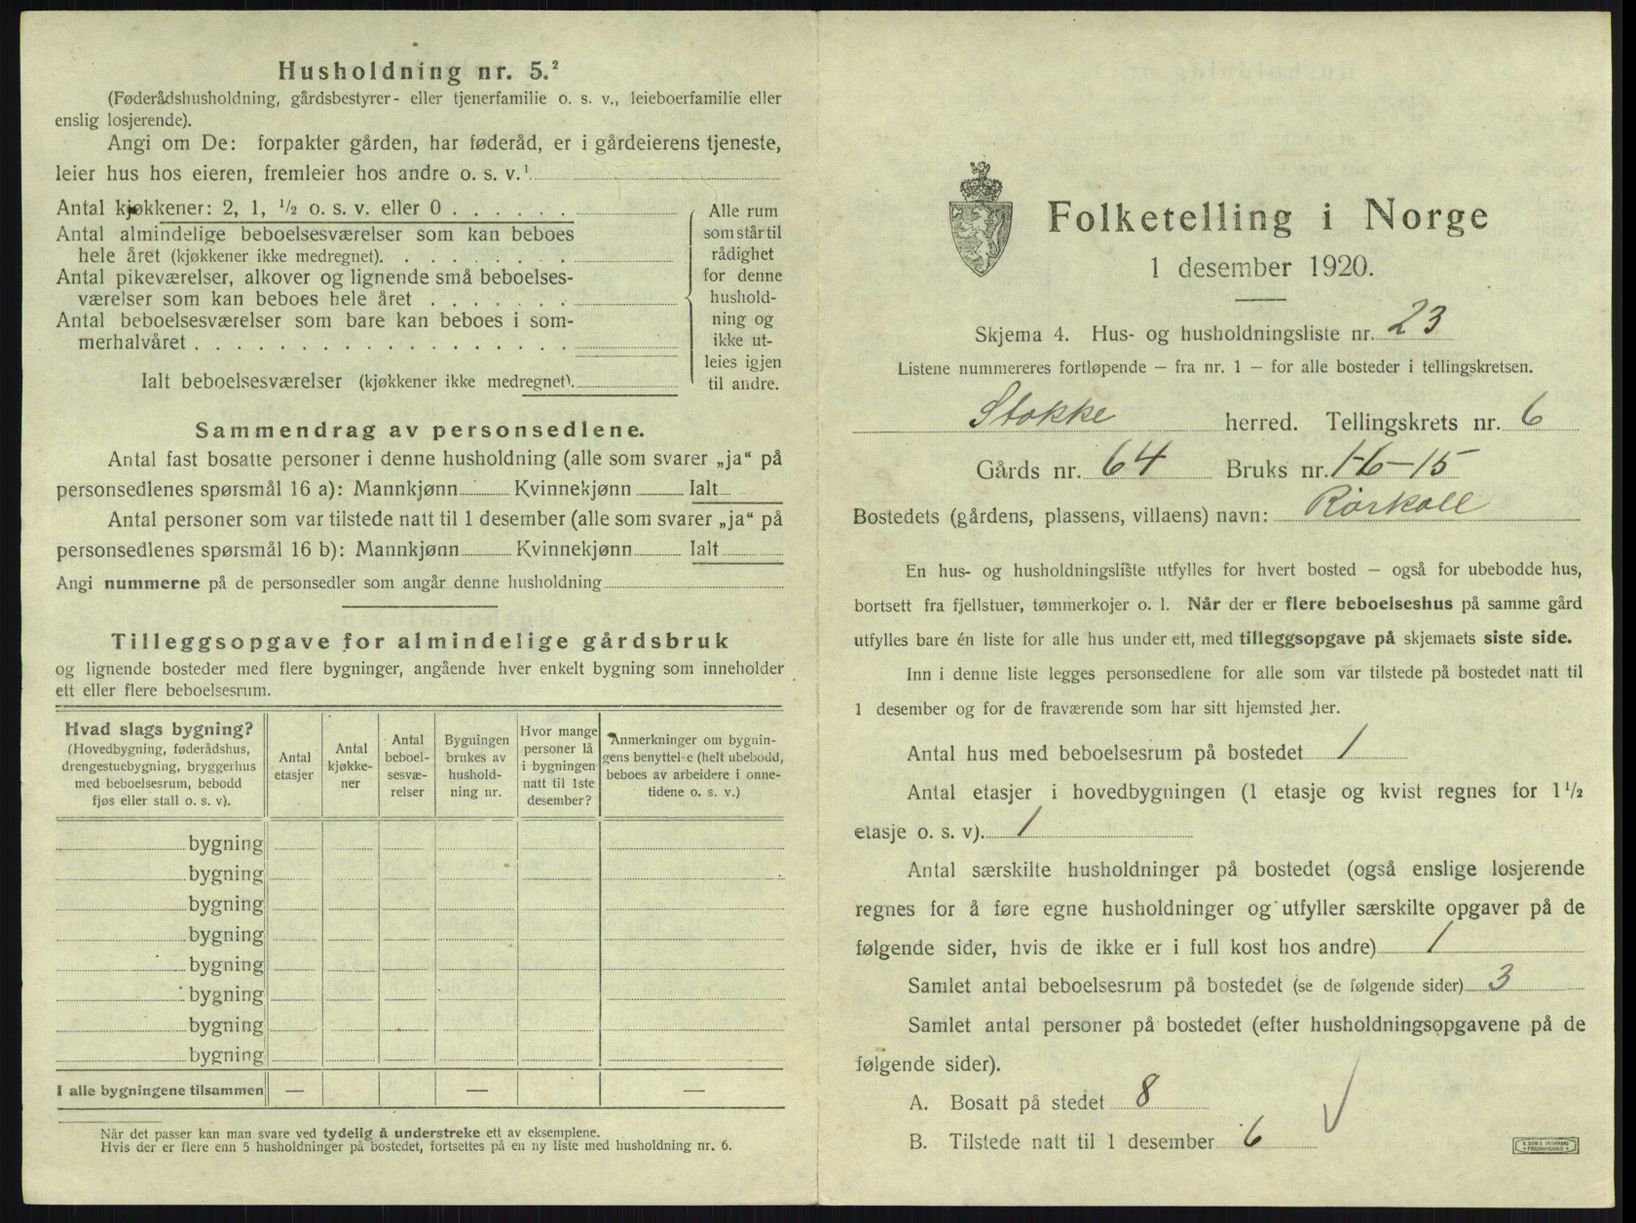 Husholdning nr. 5.²
(Føderådshusholdning, gårdsbestyrer- eller tjenerfamilie o. s. v., leieboerfamilie eller
enslig losjerende).
Angi om De: forpakter gården, har føderåd, er i gårdeierens tjeneste,
leier hus hos eieren, fremleier hos andre o. s. v.¹
Antal kjøkkener: 2, 1, ½ o. s. v. eller 0 . . . . . .
Antal almindelige beboelsesværelser som kan beboes
hele året (kjøkkener ikke medregnet). . . . . . . .
Antal pikeværelser, alkover og lignende små beboelses-
værelser som kan beboes hele året . . . . . . .
Antal beboelsesværelser som bare kan beboes i som-
merhalvåret . . . . . . . . . . . . . . . . . .
Ialt beboelsesværelser (kjøkkener ikke medregnet).
Alle rum
som står til
rådighet
for denne
hushold-
ning og
ikke ut-
leies igjen
til andre.
Sammendrag av personsedlene.
Antal fast bosatte personer i denne husholdning (alle som svarer „ja“ på
personsedlenes spørsmål 16 a): Mannkjønn Kvinnekjønn Ialt
Antal personer som var tilstede natt til 1 desember (alle som svarer „ja“ på
personsedlenes spørsmål 16 b): Mannkjønn Kvinnekjønn Ialt
Angi nummerne på de personsedler som angår denne husholdning
Tilleggsopgave for almindelige gårdsbruk
og lignende bosteder med flere bygninger, angående hver enkelt bygning som inneholder
ett eller flere beboelsesrum.
Hvad slags bygning?
(Hovedbygning, føderådshus,
drengestuebygning, bryggerhus
med beboelsesrum, bebodd
fjøs eller stall o. s. v).
Antal
etasjer
Antal
kjøkke-
ner
Antal
beboel-
sesvæ-
relser
Bygningen
brukes av
hushold-
ning nr.
Hvor mange
personer lå
i bygningen
natt til 1ste
desember?
Anmerkninger om bygnin-
gens benyttelse (helt ubebodd,
beboes av arbeidere i onne-
tidene o. s. v.)
bygning
bygning
bygning
bygning
bygning
bygning
bygning
bygning
I alle bygningene tilsammen — — —
Når det passer kan man svare ved tydelig å understreke ett av eksemplene.
Hvis der er flere enn 5 husholdninger på bostedet, fortsettes på en ny liste med husholdning nr. 6.
Folketelling i Norge
1 desember 1920.
Skjema 4. Hus- og husholdningsliste nr. 23
Listene nummereres fortløpende — fra nr. 1 — for alle bosteder i tellingskretsen.
Stokke herred. Tellingskrets nr. 6
Gårds nr. 64 Bruks nr. 1-6-15
Bostedets (gårdens, plassens, villaens) navn: Rørkoll
En hus- og husholdningsliste utfylles for hvert bosted — også for ubebodde hus,
bortsett fra fjellstuer, tømmerkojer o. l. Når der er flere beboelseshus på samme gård
utfylles bare én liste for alle hus under ett, med tilleggsopgave på skjemaets siste side.
Inn i denne liste legges personsedlene for alle som var tilstede på bostedet natt til
1 desember og for de fraværende som har sitt hjemsted her.
Antal hus med beboelsesrum på bostedet 1
Antal etasjer i hovedbygningen (1 etasje og kvist regnes for 1½
etasje o. s. v). 1
Antal særskilte husholdninger på bostedet (også enslige losjerende
regnes for å føre egne husholdninger og utfyller særskilte opgaver på de
følgende sider, hvis de ikke er i full kost hos andre) 1
Samlet antal beboelsesrum på bostedet (se de følgende sider) 3
Samlet antal personer på bostedet (efter husholdningsopgavene på de
følgende sider).
A. Bosatt på stedet 8
B. Tilstede natt til 1 desember 6